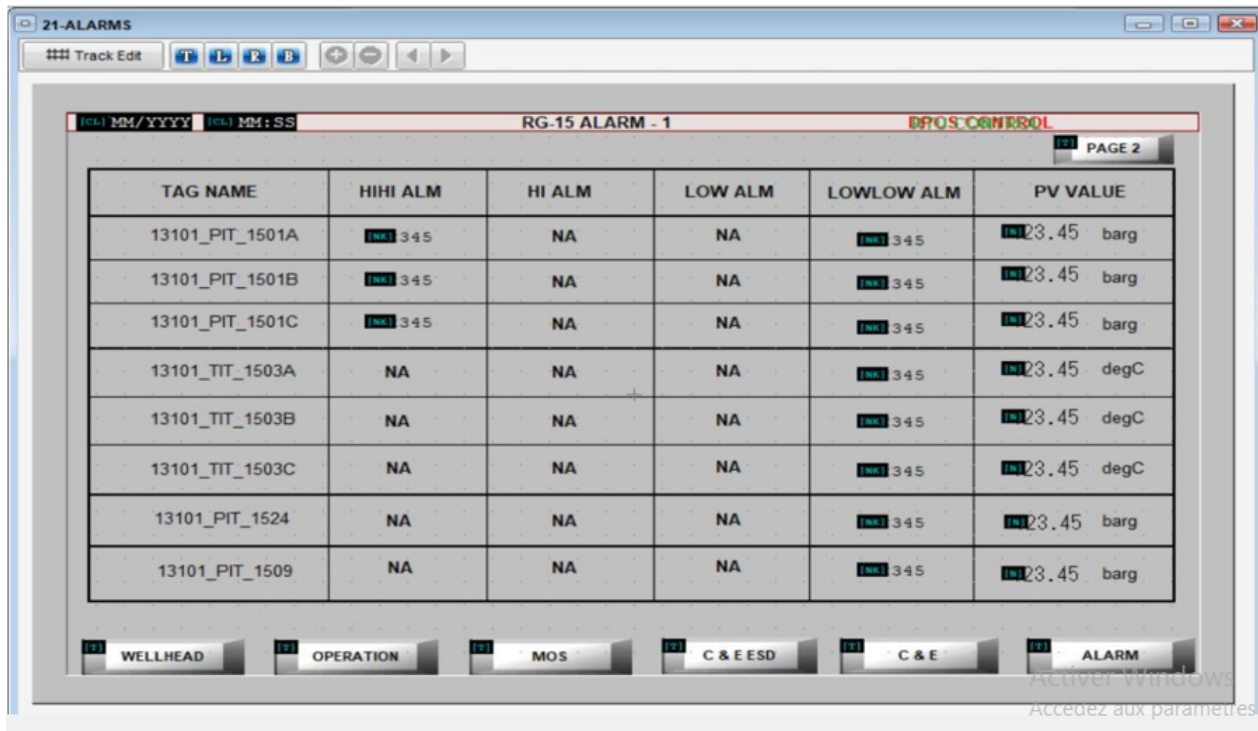 21-ALARMS
Track Edit T L R B
[CL] MM/YYYY [CL] MM:SS RG-15 ALARM - 1 CONTROL
[T] PAGE 2
TAG NAME HIHI ALM HI ALM LOW ALM LOWLOW ALM PV VALUE
13101_PIT_1501A [NK] 345 NA NA [NK] 345 [N] 23.45 barg
13101_PIT_1501B [NK] 345 NA NA [NK] 345 [N] 23.45 barg
13101_PIT_1501C [NK] 345 NA NA [NK] 345 [N] 23.45 barg
13101_TIT_1503A NA NA NA [NK] 345 [N] 23.45 degC
13101_TIT_1503B NA NA NA [NK] 345 [N] 23.45 degC
13101_TIT_1503C NA NA NA [NK] 345 [N] 23.45 degC
13101_PIT_1524 NA NA NA [NK] 345 [N] 23.45 barg
13101_PIT_1509 NA NA NA [NK] 345 [N] 23.45 barg
[T] WELLHEAD [T] OPERATION [T] MOS [T] C & E ESD [T] C & E [T] ALARM
Activer Windows
Accédez aux paramètres